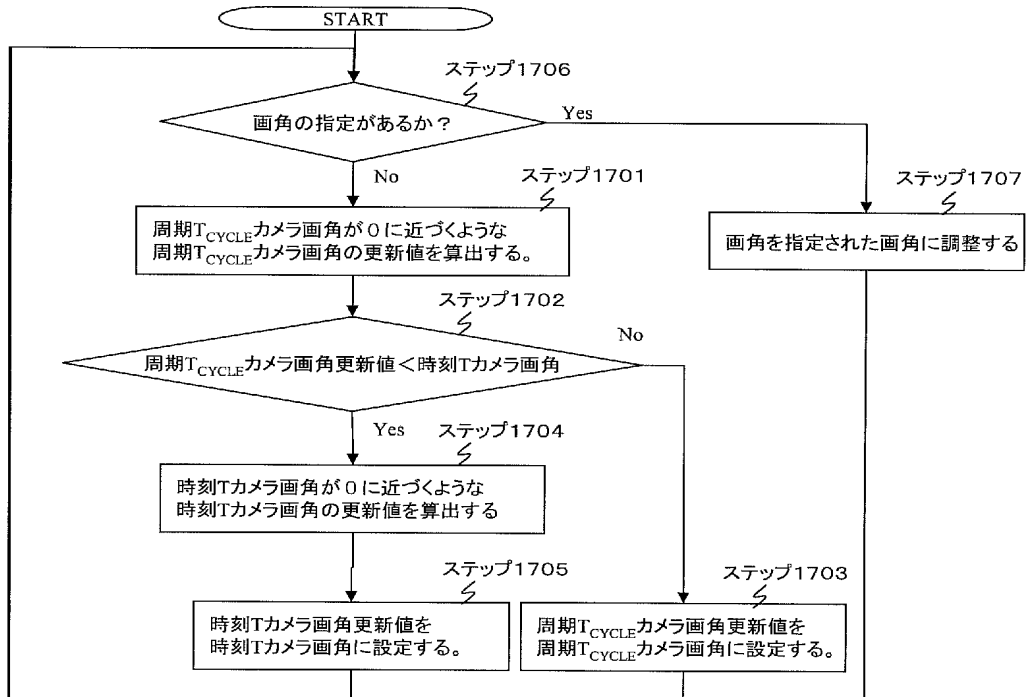 START
ステップ1706
画角の指定があるか？
Yes
No
ステップ1701
周期TCYCLEカメラ画角が０に近づくような
周期TCYCLEカメラ画角の更新値を算出する。
ステップ1707
画角を指定された画角に調整する
ステップ1702
周期TCYCLEカメラ画角更新値＜時刻Tカメラ画角
No
Yes
ステップ1704
時刻Tカメラ画角が０に近づくような
時刻Tカメラ画角の更新値を算出する
ステップ1705
時刻Tカメラ画角更新値を
時刻Tカメラ画角に設定する。
ステップ1703
周期TCYCLEカメラ画角更新値を
周期TCYCLEカメラ画角に設定する。